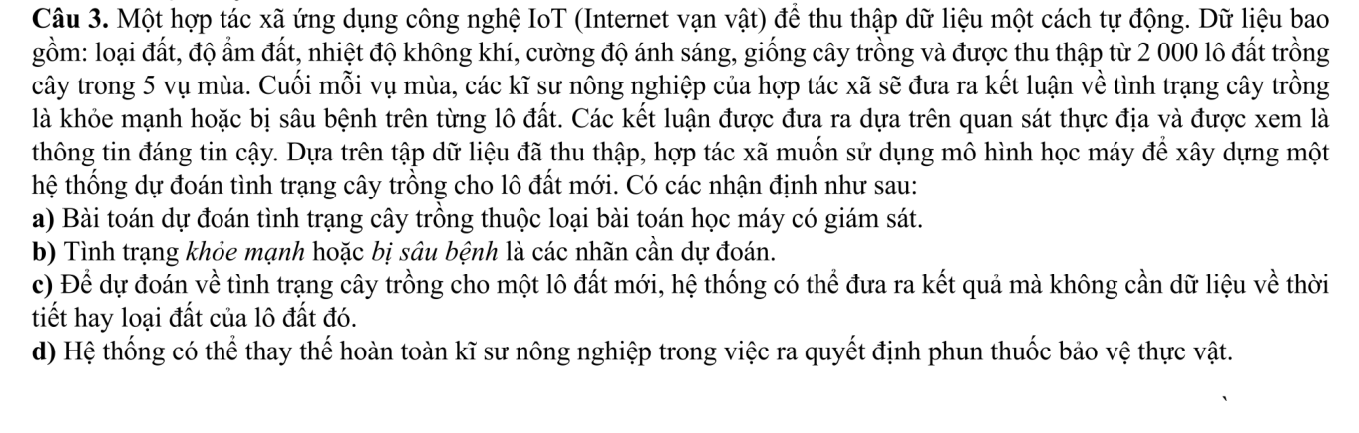 Câu 3. Một hợp tác xã ứng dụng công nghệ IoT (Internet vạn vật) để thu thập dữ liệu một cách tự động. Dữ liệu bao
gồm: loại đất, độ ẩm đất, nhiệt độ không khí, cường độ ánh sáng, giống cây trồng và được thu thập từ 2 000 lô đất trồng
cây trong 5 vụ mùa. Cuối mỗi vụ mùa, các kĩ sư nông nghiệp của hợp tác xã sẽ đưa ra kết luận về tình trạng cây trồng
là khỏe mạnh hoặc bị sâu bệnh trên từng lô đất. Các kết luận được đưa ra dựa trên quan sát thực địa và được xem là
thông tin đáng tin cậy. Dựa trên tập dữ liệu đã thu thập, hợp tác xã muốn sử dụng mô hình học máy để xây dựng một
hệ thống dự đoán tình trạng cây trồng cho lô đất mới. Có các nhận định như sau:
a) Bài toán dự đoán tình trạng cây trồng thuộc loại bài toán học máy có giám sát.
b) Tình trạng khỏe mạnh hoặc bị sâu bệnh là các nhãn cần dự đoán.
c) Để dự đoán về tình trạng cây trồng cho một lô đất mới, hệ thống có thể đưa ra kết quả mà không cần dữ liệu về thời
tiết hay loại đất của lô đất đó.
d) Hệ thống có thể thay thế hoàn toàn kĩ sư nông nghiệp trong việc ra quyết định phun thuốc bảo vệ thực vật.